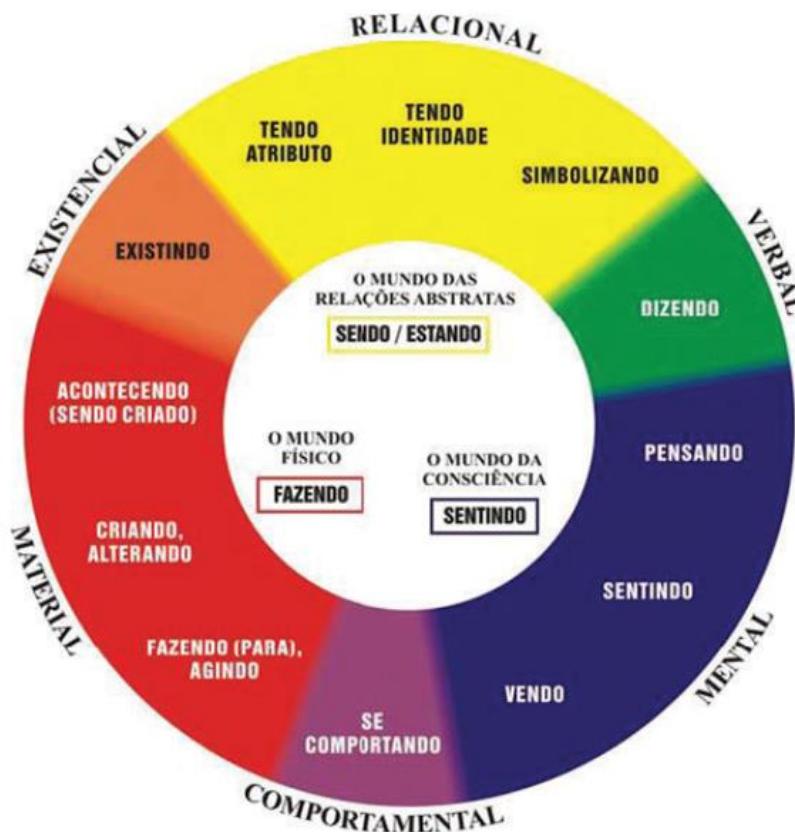 RELACIONAL
TENDO
ATRIBUTO
TENDO
IDENTIDADE
SIMBOLIZANDO
EXISTENCIAL
EXISTINDO
VERBAL
DIZENDO
O MUNDO DAS
RELAÇÕES ABSTRATAS
SENDO / ESTANDO
ACONTECENDO
(SENDO CRIADO)
O MUNDO
FÍSICO
FAZENDO
O MUNDO DA
CONSCIÊNCIA
SENTINDO
PENSANDO
CRIANDO,
ALTERANDO
SENTINDO
MATERIAL
FAZENDO (PARA),
AGINDO
VENDO
MENTAL
SE
COMPORTANDO
COMPORTAMENTAL